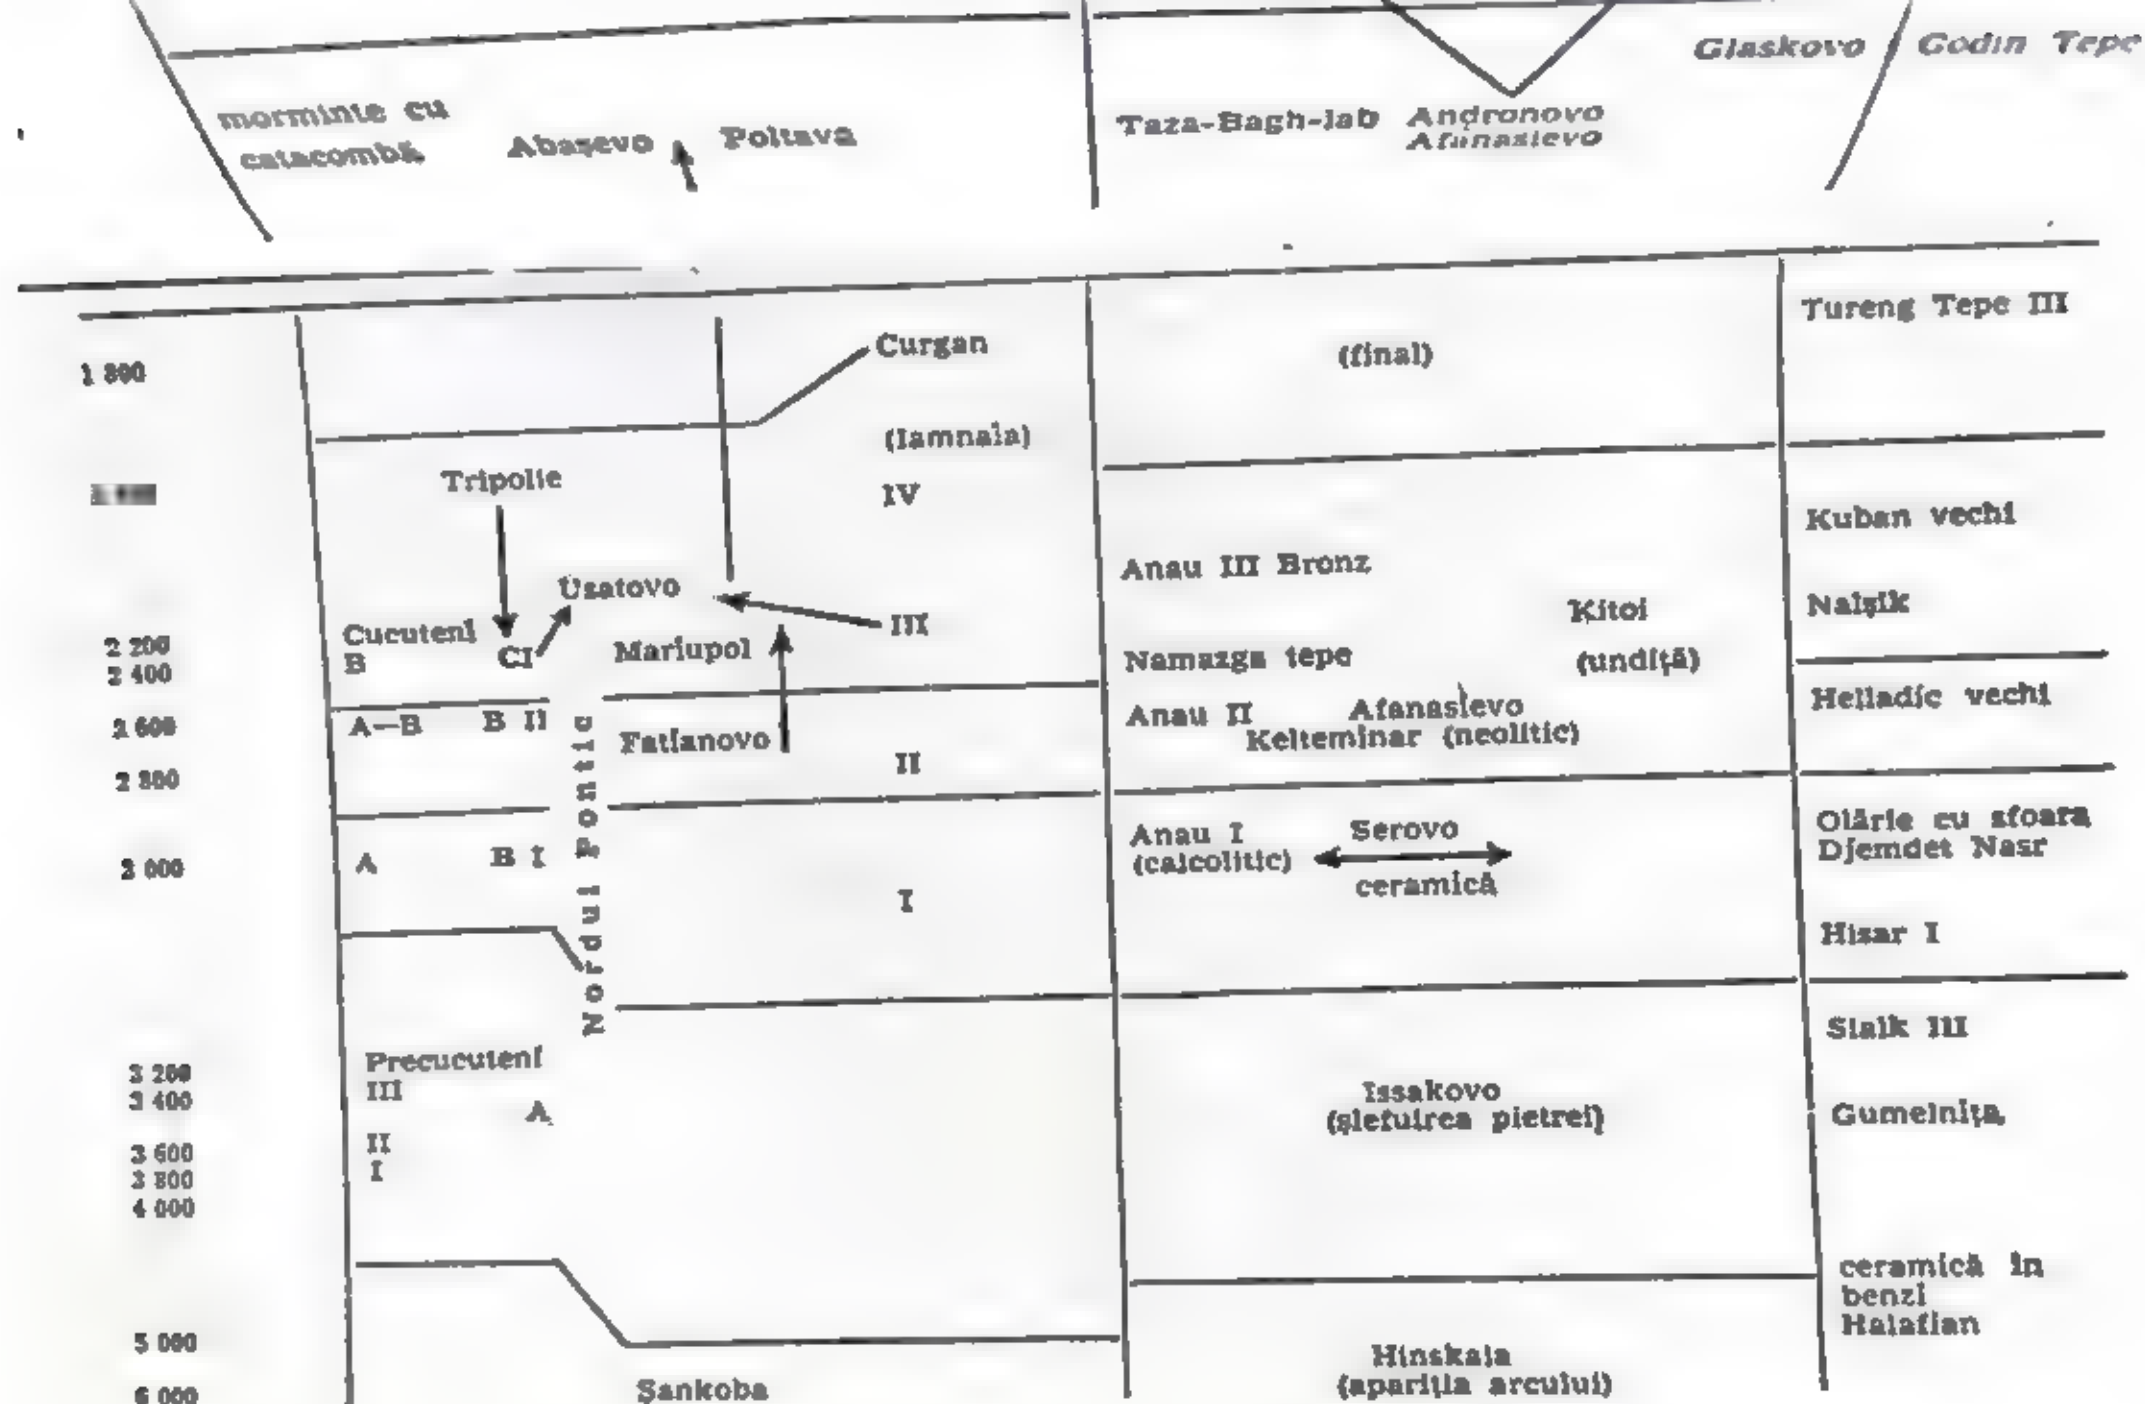 Glaskovo
Godin Tepe
morminte cu
catacombă
Abaşevo
Poltava
Taza-Bagh-Jab
Andronovo
Afanasievo
Tureng Tepe III
1 800
Curgan
(final)
(Iamnaia)
Tripolie
IV
Kuban vechi
Anau III Bronz
Usatovo
Kitoi
Nalşik
III
Cucuteni
B
CI
2 200
2 400
Mariupol
Namazga tepe
(undiţă)
Helladic vechi
A—B
B II
Anau II
Afanasievo
Kelteminar (neolitic)
2 600
Fatianovo
II
2 800
Nordul Pontic
Olărie cu sfoara
Djemdet Nasr
Anau I
(calcolitic)
Serovo
ceramică
3 000
A
B I
I
Hisar I
Sialk III
Precucuteni
III
3 200
3 400
A
Issakovo
(şlefuirea pietrei)
Gumelniţa
II
I
3 600
3 800
4 000
ceramică în
benzi
Halafian
5 000
Hinskaia
(apariţia arcului)
6 000
Şankoba